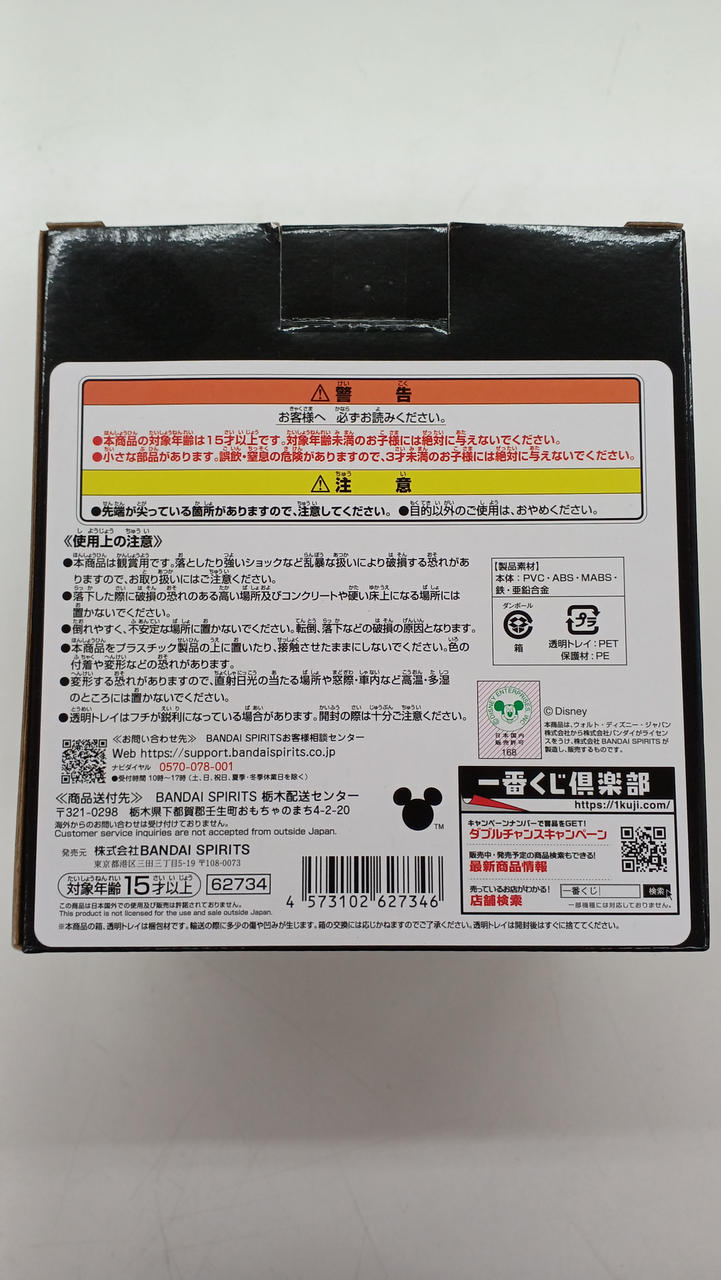 ⚠警告
お客様へ 必ずお読みください。
●本商品の対象年齢は15才以上です。対象年齢未満のお子様には絶対に与えないでください。
●小さな部品があります。誤飲・窒息の危険がありますので、3才未満のお子様には絶対に与えないでください。
⚠注意
●先端が尖っている箇所がありますので、注意してください。 ●目的以外のご使用は、おやめください。
《使用上の注意》
●本商品は観賞用です。落としたり強いショックなど乱暴な扱いにより破損する恐れがあ
りますので、お取り扱いにはご注意ください。
●落下した際に破損の恐れのある高い場所及びコンクリートや硬い床上になる場所には
置かないでください。
●倒れやすく、不安定な場所に置かないでください。転倒、落下などの破損の原因となります。
●本商品をプラスチック製品の上に置いたり、接触させたままにしないでください。色の
付着や変形などの恐れがあります。
●変形する恐れがありますので、直射日光の当たる場所や窓際・車内など高温・多湿
のところには置かないでください。
●透明トレイはフチが鋭利になっている場合があります。開封の際は十分ご注意ください。
【製品素材】
本体:PVC・ABS・MABS・
鉄・亜鉛合金
ダンボール
箱
プラ
透明トレイ:PET
保護材:PE
©DISNEY ENTERPRISES INC
日本国内
販売許可
168
©Disney
本商品は、ウォルト・ディズニー・ジャパン
株式会社から株式会社バンダイがライセン
スをうけ、株式会社 BANDAI SPIRITS が
製造し、販売するものです。
≪お問い合わせ先≫ BANDAI SPIRITSお客様相談センター
Web https://support.bandaispirits.co.jp
ナビダイヤル 0570-078-001
●受付時間 10時~17時(土、日、祝日、夏季・冬季休業日を除く)
≪商品送付先≫ BANDAI SPIRITS 栃木配送センター
〒321-0298 栃木県下都賀郡壬生町おもちゃのまち4-2-20
海外からのお問い合わせは受け付けておりません。
Customer service inquiries are not accepted from outside Japan.
TM
発売元 株式会社BANDAI SPIRITS
東京都港区三田三丁目5-19 〒108-0073
対象年齢 15才以上
62734
この商品は日本国外での使用及び販売は許諾されておりません。
This product is not licensed for the use and sale outside Japan.
4 573102 627346
一番くじ倶楽部
https://1kuji.com/
キャンペーンナンバーで賞品をGET!
ダブルチャンスキャンペーン
販売中・発売予定の商品検索もできる!
最新商品情報
売っているお店がわかる!
店舗検索
一番くじ 検索
一部機種には対応しておりません。
※本商品の箱、透明トレイは梱包材です。輸送の際に多少の傷や凹みが生じます。箱の交換には応じかねますのでご了承ください。透明トレイは開封後はすぐに捨ててください。